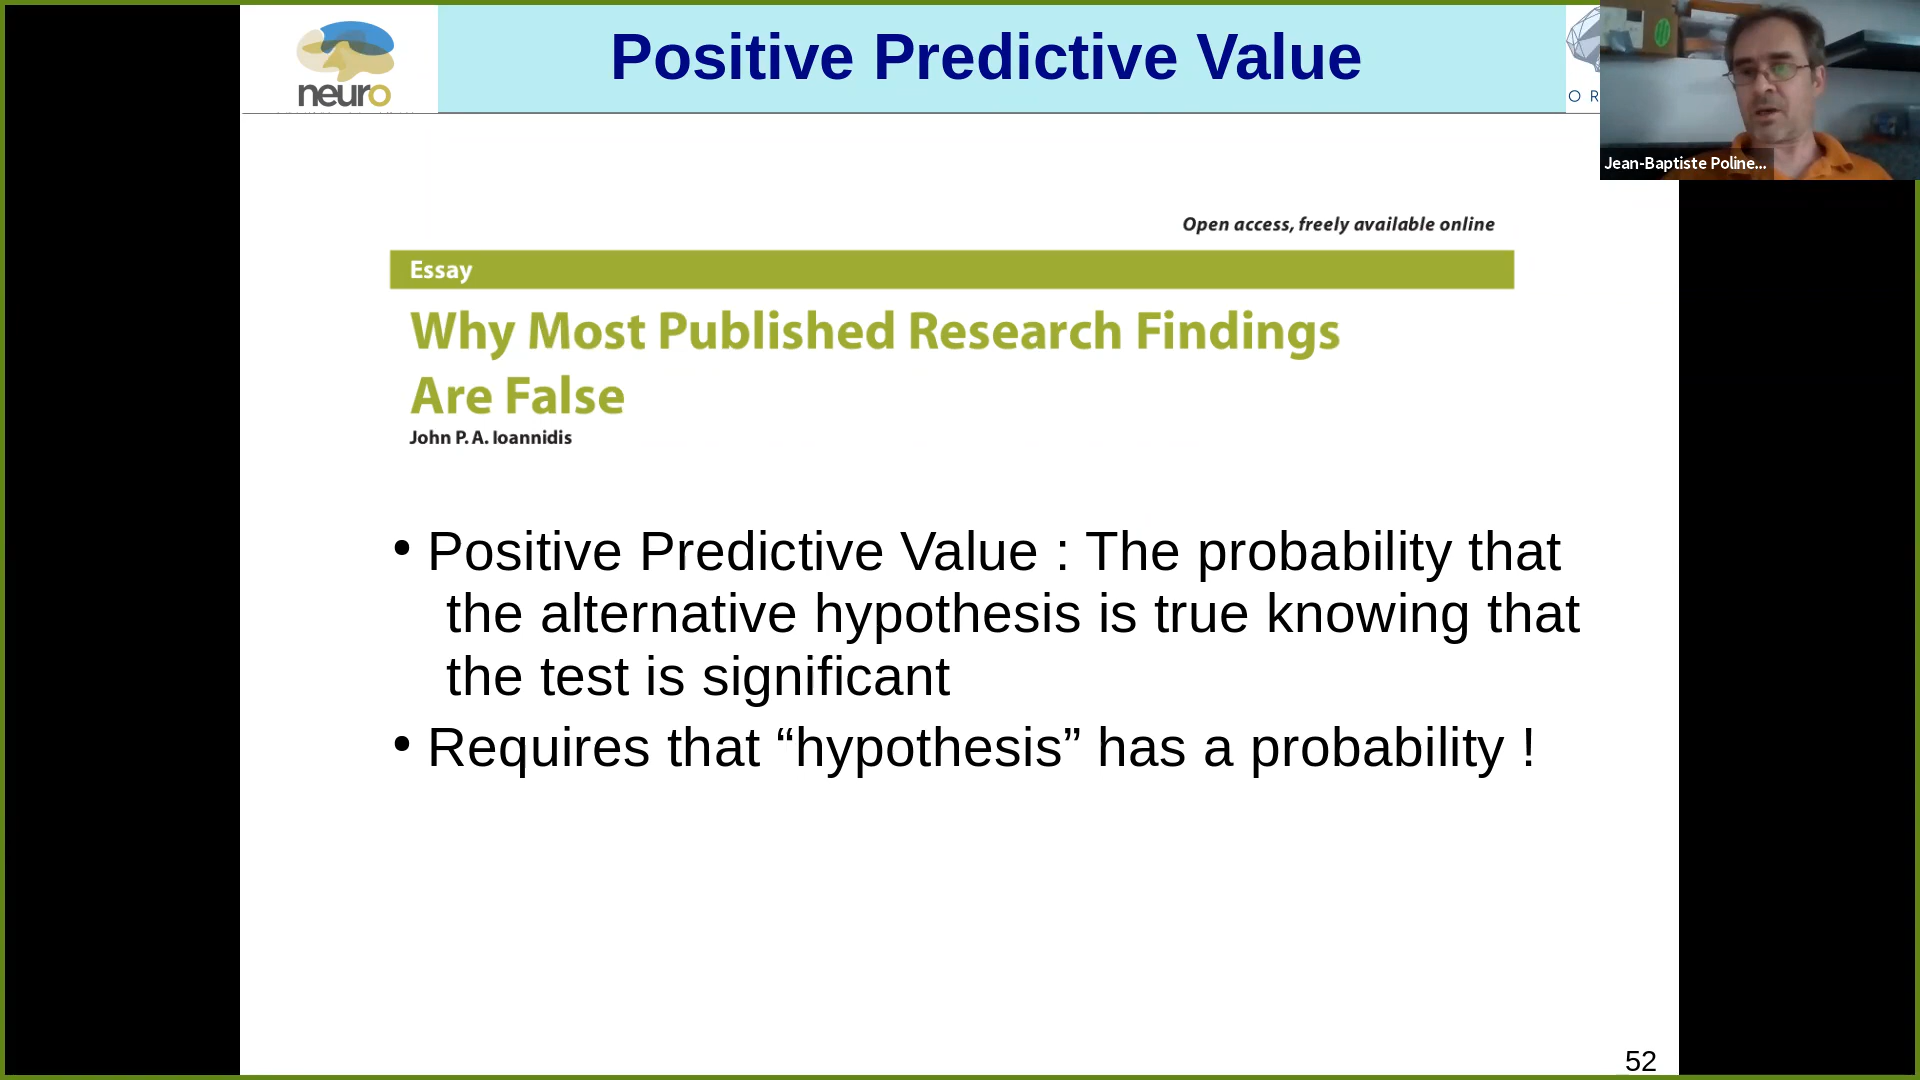 neuro
Positive Predictive Value
O R
Jean-Baptiste Poline...
Open access, freely available online
Essay
Why Most Published Research Findings
Are False
John P. A. Ioannidis
• Positive Predictive Value : The probability that
the alternative hypothesis is true knowing that
the test is significant
• Requires that “hypothesis” has a probability !
52